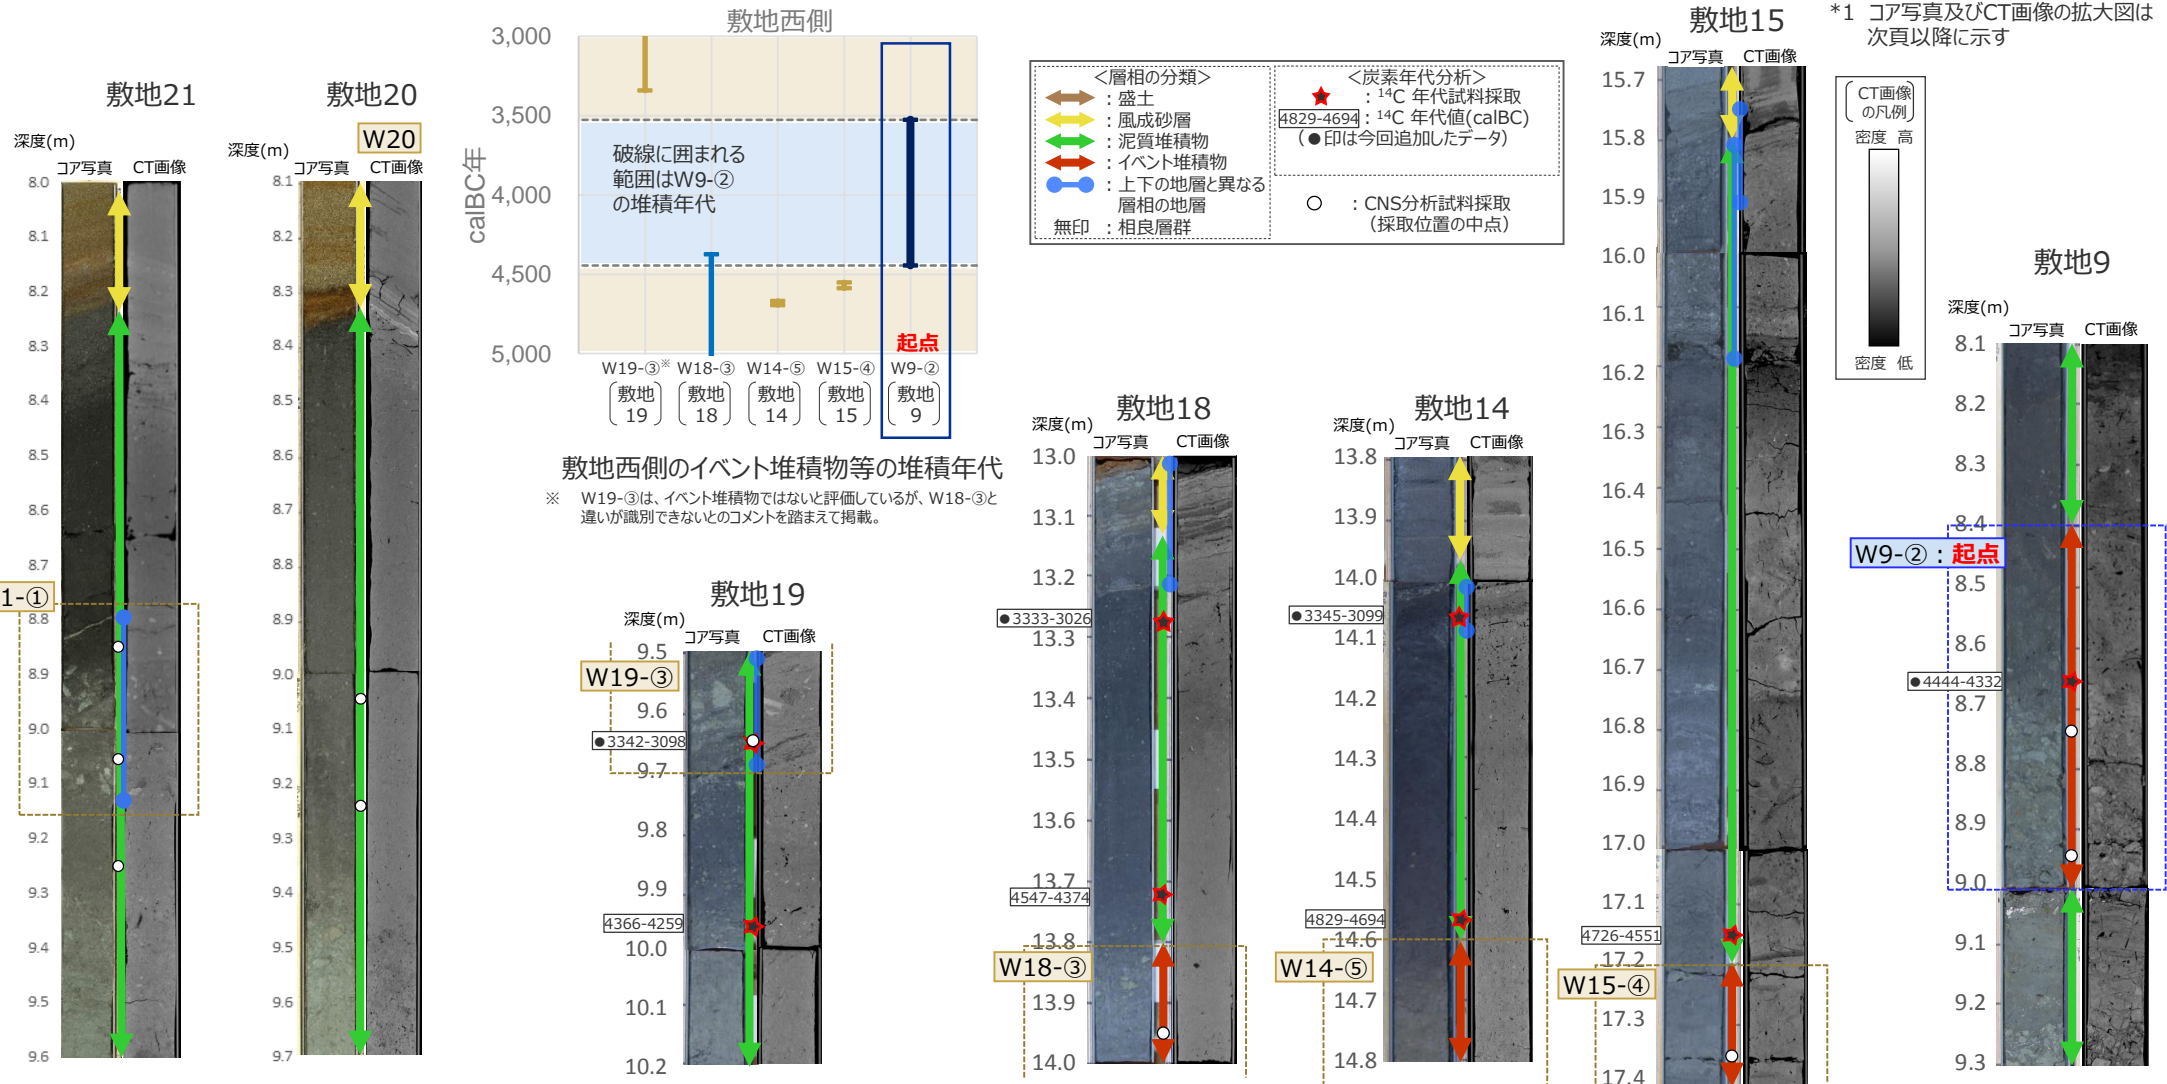 敷地21
深度(m)
コア写真 CT画像
8.0
8.1
8.2
8.3
8.4
8.5
8.6
8.7
8.8
8.9
9.0
9.1
9.2
9.3
9.4
9.5
9.6
1-①
敷地20
W20
深度(m)
コア写真 CT画像
8.1
8.2
8.3
8.4
8.5
8.6
8.7
8.8
8.9
9.0
9.1
9.2
9.3
9.4
9.5
9.6
9.7
敷地西側
calBC年
3,000
3,500
4,000
4,500
5,000
破線に囲まれる
範囲はW9-②
の堆積年代
起点
W19-③※ W18-③ W14-⑤ W15-④ W9-②
敷地19 敷地18 敷地14 敷地15 敷地9
敷地西側のイベント堆積物等の堆積年代
※ W19-③は、イベント堆積物ではないと評価しているが、W18-③と
違いが識別できないとのコメントを踏まえて掲載。
<層相の分類>
：盛土
：風成砂層
：泥質堆積物
：イベント堆積物
：上下の地層と異なる
層相の地層
無印 ：相良層群
<炭素年代分析>
：14C 年代試料採取
4829-4694：14C 年代値(calBC)
(●印は今回追加したデータ)
：CNS分析試料採取
（採取位置の中点）
敷地19
深度(m)
コア写真 CT画像
9.5
9.6
9.7
9.8
9.9
10.0
10.1
10.2
W19-③
●3342-3098
4366-4259
敷地18
深度(m)
コア写真 CT画像
13.0
13.1
13.2
13.3
13.4
13.5
13.6
13.7
13.8
13.9
14.0
●3333-3026
4547-4374
W18-③
敷地14
深度(m)
コア写真 CT画像
13.8
13.9
14.0
14.1
14.2
14.3
14.4
14.5
14.6
14.7
14.8
●3345-3099
4829-4694
W14-⑤
敷地15
深度(m)
コア写真 CT画像
15.7
15.8
15.9
16.0
16.1
16.2
16.3
16.4
16.5
16.6
16.7
16.8
16.9
17.0
17.1
17.2
17.3
17.4
4726-4551
W15-④
*1 コア写真及びCT画像の拡大図は
次頁以降に示す
CT画像
の凡例
密度 高
密度 低
敷地9
深度(m)
コア写真 CT画像
8.1
8.2
8.3
8.4
8.5
8.6
8.7
8.8
8.9
9.0
9.1
9.2
9.3
W9-②：起点
●4444-4332